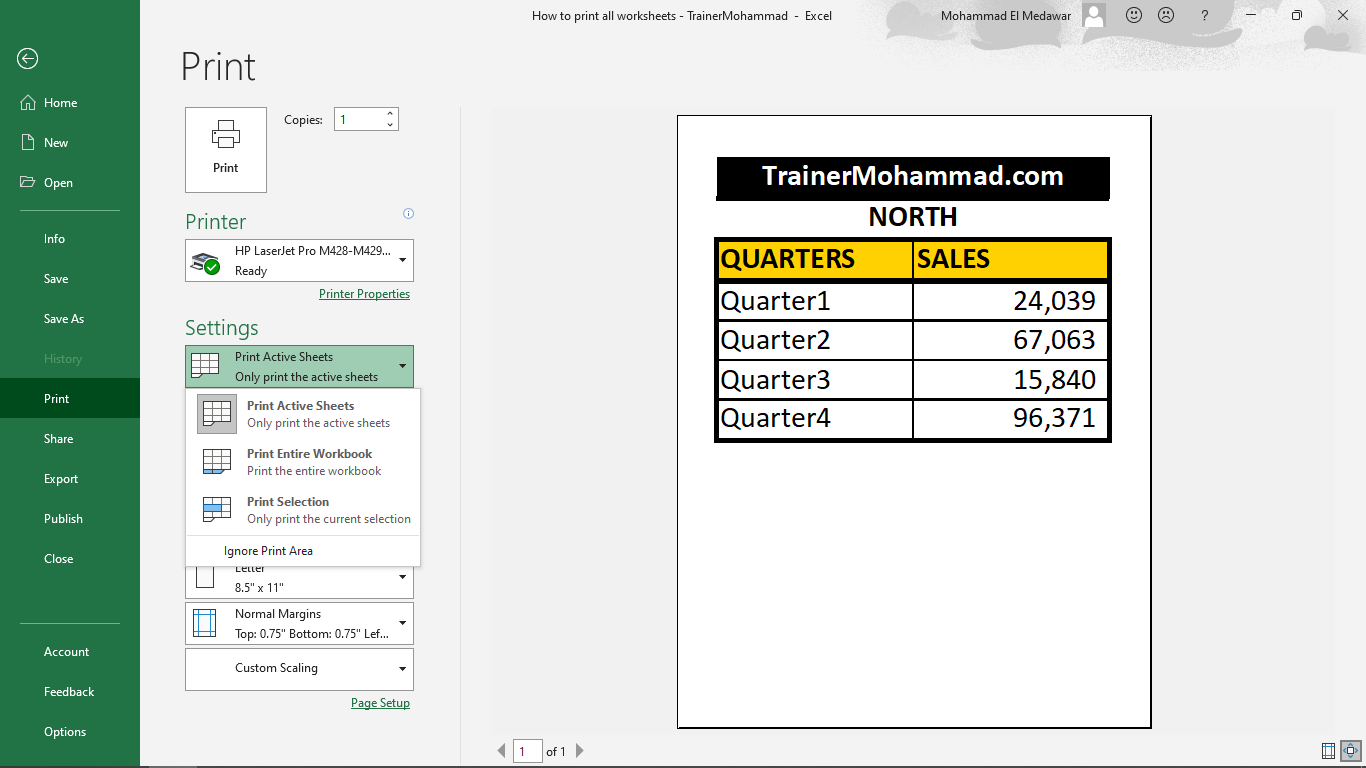 How to print all worksheets - TrainerMohammad - Excel
Mohammad El Medawar
?
Print
Home
New
Open
Info
Save
Save As
History
Print
Share
Export
Publish
Close
Account
Feedback
Options
Print
Copies: 1
Printer
HP LaserJet Pro M428-M429...
Ready
Printer Properties
Settings
Print Active Sheets
Only print the active sheets
Print Active Sheets
Only print the active sheets
Print Entire Workbook
Print the entire workbook
Print Selection
Only print the current selection
Ignore Print Area
Letter
8.5" x 11"
Normal Margins
Top: 0.75" Bottom: 0.75" Lef...
Custom Scaling
Page Setup
TrainerMohammad.com
NORTH
QUARTERS SALES
Quarter1 24,039
Quarter2 67,063
Quarter3 15,840
Quarter4 96,371
1 of 1